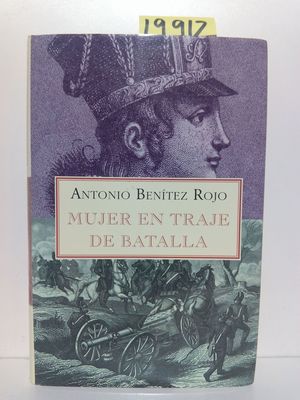 19917
ANTONIO BENÍTEZ ROJO
MUJER EN TRAJE
DE BATALLA